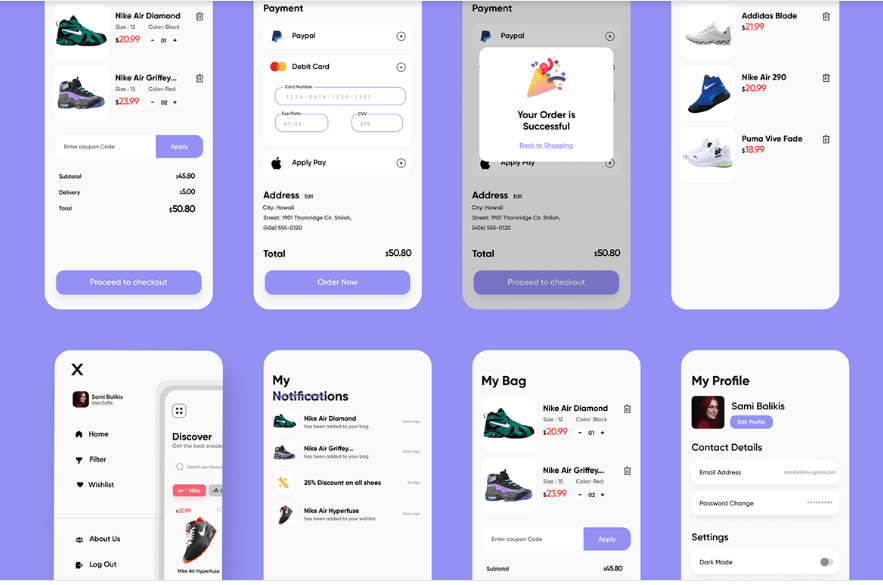 Nike Air Diamond
Size : 12 Color: Black
$20.99 - 01 +
Nike Air Griffey...
Size : 15 Color: Red
$23.99 - 02 +
Enter coupon Code Apply
Subtotal $45.80
Delivery $5.00
Total $50.80
Proceed to checkout
Payment
Paypal
Debit Card
Card Number
1234-5678-1238-1357
Exp Date CVV
07/25 399
Apply Pay
Address Edit
City: Hawaii
Street: 1901 Thornridge Cir. Shiloh,
(406) 555-0120
Total $50.80
Order Now
Payment
Paypal
Your Order is
Successful
Back to Shopping
Apply Pay
Address Edit
City: Hawaii
Street: 1901 Thornridge Cir. Shiloh,
(406) 555-0120
Total $50.80
Proceed to checkout
Addidas Blade
$21.99
Nike Air 290
$20.99
Puma Vive Fade
$18.99
X
Sami Balikis
View Profile
Home
Filter
Wishlist
About Us
Log Out
Discover
Get the best sneak
Search your favour
Nike
$20.99
Nike Air Hyperfuse
My
Notifications
Nike Air Diamond
has been added to your bag
Nike Air Griffey...
has been added to your bag
25% Discount on all shoes
Nike Air Hyperfuse
has been added to your wishlist
My Bag
Nike Air Diamond
Size : 12 Color: Black
$20.99 - 01 +
Nike Air Griffey...
Size : 15 Color: Red
$23.99 - 02 +
Enter coupon Code Apply
Subtotal $45.80
My Profile
Sami Balikis
Edit Profile
Contact Details
Email Address samibalikis@gmail.com
Password Change *********
Settings
Dark Mode